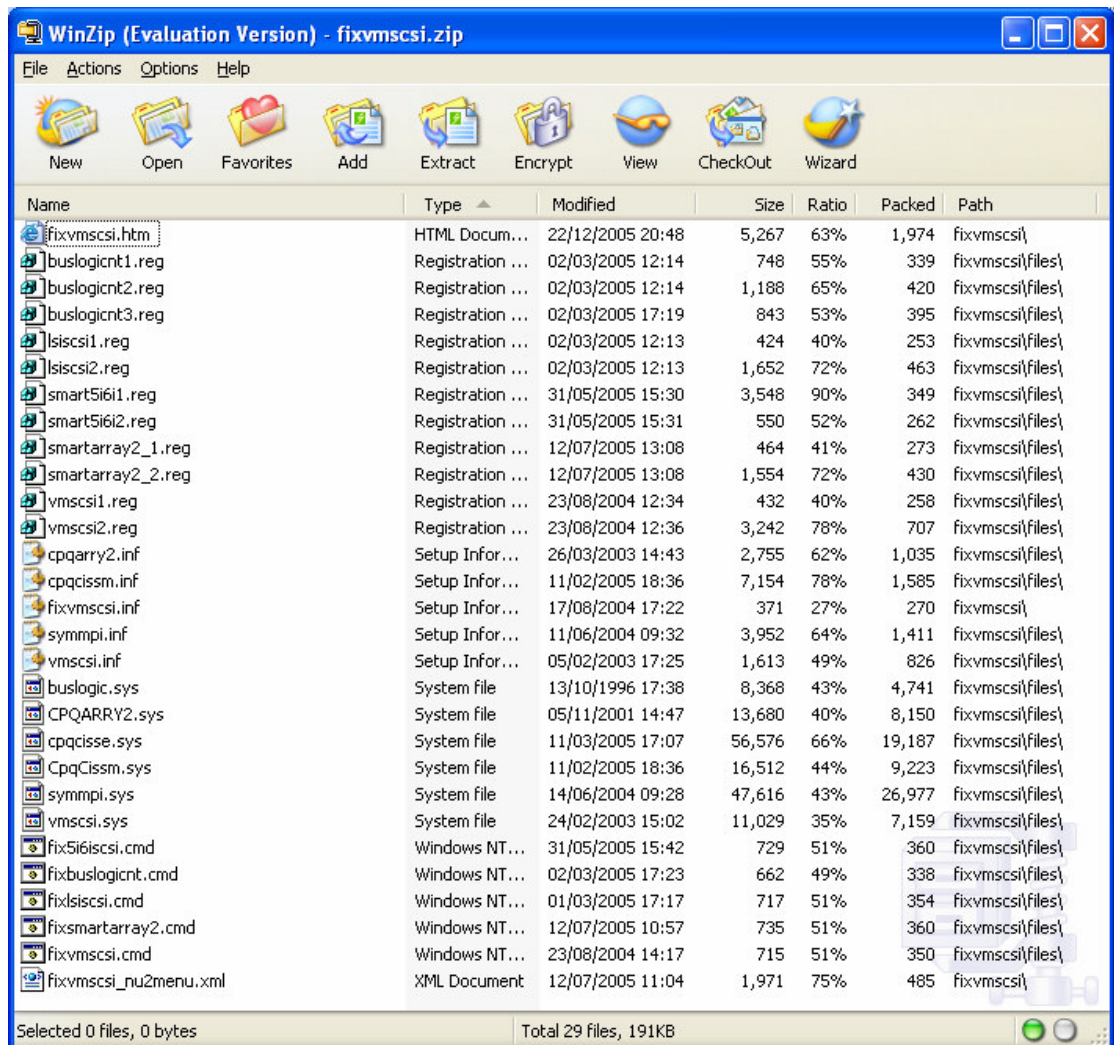 WinZip (Evaluation Version) - fixvmscsi.zip
File Actions Options Help
New Open Favorites Add Extract Encrypt View CheckOut Wizard
Name Type Modified Size Ratio Packed Path
fixvmscsi.htm HTML Docum... 22/12/2005 20:48 5,267 63% 1,974 fixvmscsi\
buslogicnt1.reg Registration ... 02/03/2005 12:14 748 55% 339 fixvmscsi\files\
buslogicnt2.reg Registration ... 02/03/2005 12:14 1,188 65% 420 fixvmscsi\files\
buslogicnt3.reg Registration ... 02/03/2005 17:19 843 53% 395 fixvmscsi\files\
lsiscsi1.reg Registration ... 02/03/2005 12:13 424 40% 253 fixvmscsi\files\
lsiscsi2.reg Registration ... 02/03/2005 12:13 1,652 72% 463 fixvmscsi\files\
smart5i6i1.reg Registration ... 31/05/2005 15:30 3,548 90% 349 fixvmscsi\files\
smart5i6i2.reg Registration ... 31/05/2005 15:31 550 52% 262 fixvmscsi\files\
smartarray2_1.reg Registration ... 12/07/2005 13:08 464 41% 273 fixvmscsi\files\
smartarray2_2.reg Registration ... 12/07/2005 13:08 1,554 72% 430 fixvmscsi\files\
vmscsi1.reg Registration ... 23/08/2004 12:34 432 40% 258 fixvmscsi\files\
vmscsi2.reg Registration ... 23/08/2004 12:36 3,242 78% 707 fixvmscsi\files\
cpqarry2.inf Setup Infor... 26/03/2003 14:43 2,755 62% 1,035 fixvmscsi\files\
cpqcissm.inf Setup Infor... 11/02/2005 18:36 7,154 78% 1,585 fixvmscsi\files\
fixvmscsi.inf Setup Infor... 17/08/2004 17:22 371 27% 270 fixvmscsi\
symmpi.inf Setup Infor... 11/06/2004 09:32 3,952 64% 1,411 fixvmscsi\files\
vmscsi.inf Setup Infor... 05/02/2003 17:25 1,613 49% 826 fixvmscsi\files\
buslogic.sys System file 13/10/1996 17:38 8,368 43% 4,741 fixvmscsi\files\
CPQARRY2.sys System file 05/11/2001 14:47 13,680 40% 8,150 fixvmscsi\files\
cpqcisse.sys System file 11/03/2005 17:07 56,576 66% 19,187 fixvmscsi\files\
CpqCissm.sys System file 11/02/2005 18:36 16,512 44% 9,223 fixvmscsi\files\
symmpi.sys System file 14/06/2004 09:28 47,616 43% 26,977 fixvmscsi\files\
vmscsi.sys System file 24/02/2003 15:02 11,029 35% 7,159 fixvmscsi\files\
fix5i6iscsi.cmd Windows NT... 31/05/2005 15:42 729 51% 360 fixvmscsi\files\
fixbuslogicnt.cmd Windows NT... 02/03/2005 17:23 662 49% 338 fixvmscsi\files\
fixlsiscsi.cmd Windows NT... 01/03/2005 17:17 717 51% 354 fixvmscsi\files\
fixsmartarray2.cmd Windows NT... 12/07/2005 10:57 735 51% 360 fixvmscsi\files\
fixvmscsi.cmd Windows NT... 23/08/2004 14:17 715 51% 350 fixvmscsi\files\
fixvmscsi_nu2menu.xml XML Document 12/07/2005 11:04 1,971 75% 485 fixvmscsi\
Selected 0 files, 0 bytes Total 29 files, 191KB